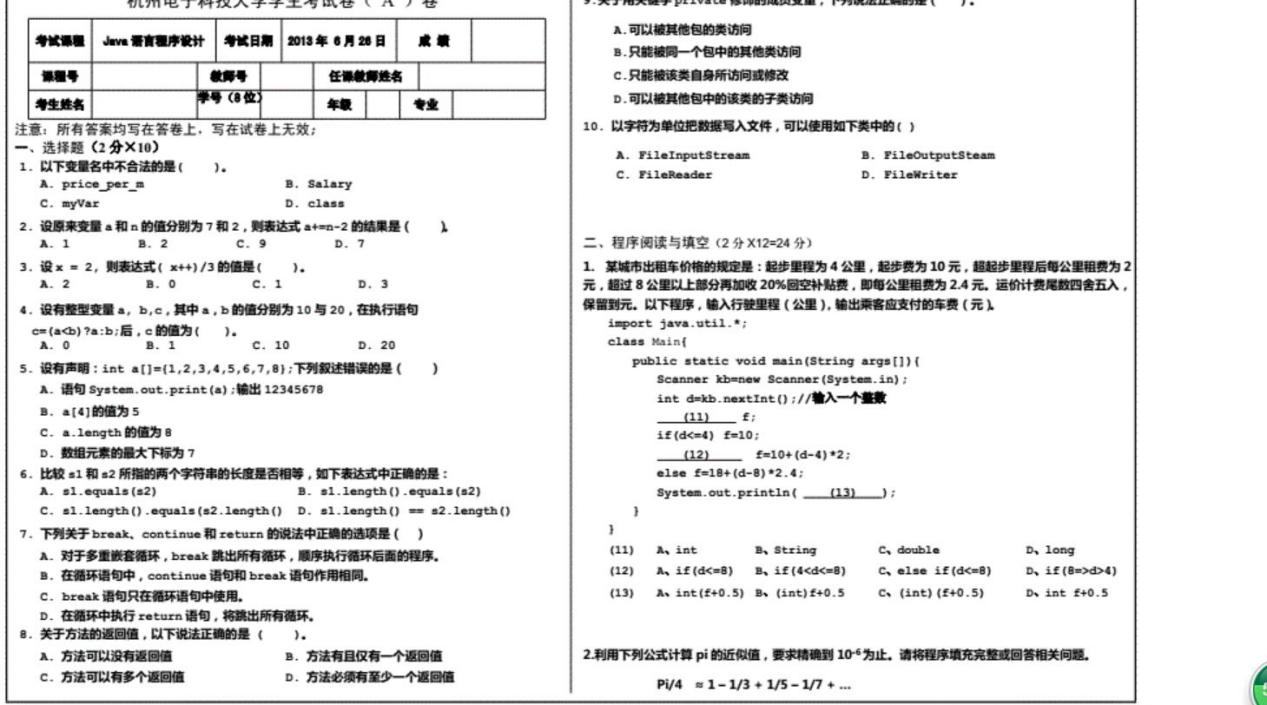 杭州电子科技大学学生考试卷（ A ）卷
考试课程 Java 语言程序设计 考试日期 2013 年 6 月 26 日 成 绩
课程号 教师号 任课教师姓名
考生姓名 学号（8 位） 年级 专业
注意：所有答案均写在答卷上，写在试卷上无效；
一、选择题（2 分×10）
1. 以下变量名中不合法的是(   )。
A. price_per_m B. Salary
C. myVar D. class
2. 设原来变量 a 和 n 的值分别为 7 和 2，则表达式 a+=n-2 的结果是(   )。
A. 1 B. 2 C. 9 D. 7
3. 设 x = 2, 则表达式( x++)/3 的值是(   )。
A. 2 B. 0 C. 1 D. 3
4. 设有整型变量 a, b,c，其中 a，b 的值分别为 10 与 20，在执行语句
c=(a<b)?a:b;后，c 的值为(   )。
A. 0 B. 1 C. 10 D. 20
5. 设有声明：int a[]={1,2,3,4,5,6,7,8};下列叙述错误的是(   )
A. 语句 System.out.print(a);输出 12345678
B. a[4]的值为 5
C. a.length 的值为 8
D. 数组元素的最大下标为 7
6. 比较 s1 和 s2 所指的两个字符串的长度是否相等，如下表达式中正确的是：
A. s1.equals(s2) B. s1.length().equals(s2)
C. s1.length().equals(s2.length() D. s1.length() == s2.length()
7. 下列关于 break、continue 和 return 的说法中正确的选项是(   )
A. 对于多重嵌套循环，break 跳出所有循环，顺序执行循环后面的程序。
B. 在循环语句中，continue 语句和 break 语句作用相同。
C. break 语句只在循环语句中使用。
D. 在循环中执行 return 语句，将跳出所有循环。
8. 关于方法的返回值，以下说法正确的是 (   )。
A. 方法可以没有返回值 B. 方法有且仅有一个返回值
C. 方法可以有多个返回值 D. 方法必须有至少一个返回值
9.关于用关键字 private 修饰的成员变量，下列说法正确的是(   )。
A.可以被其他包的类访问
B.只能被同一个包中的其他类访问
C.只能被该类自身所访问或修改
D.可以被其他包中的该类的子类访问
10. 以字符为单位把数据写入文件，可以使用如下类中的( )
A. FileInputStream B. FileOutputSteam
C. FileReader D. FileWriter
二、程序阅读与填空（2 分 X12=24 分）
1. 某城市出租车价格的规定是：起步里程为 4 公里，起步费为 10 元，超起步里程后每公里租费为 2
元，超过 8 公里以上部分再加收 20%回空补贴费，即每公里租费为 2.4 元。运价计费尾数四舍五入，
保留到元。以下程序，输入行驶里程（公里），输出乘客应支付的车费（元）。
import java.util.*;
class Main{
public static void main(String args[]){
Scanner kb=new Scanner(System.in);
int d=kb.nextInt();//输入一个整数
(11) f;
if(d<=4) f=10;
(12) f=10+(d-4)*2;
else f=18+(d-8)*2.4;
System.out.println( (13) );
}
}
(11) A、int B、String C、double D、long
(12) A、if(d<=8) B、if(4<d<=8) C、else if(d<=8) D、if(8=>d>4)
(13) A、int(f+0.5) B、(int)f+0.5 C、(int)(f+0.5) D、int f+0.5
2.利用下列公式计算 pi 的近似值，要求精确到 10⁻⁶ 为止。请将程序填充完整或回答相关问题。
Pi/4 ≈ 1 – 1/3 + 1/5 – 1/7 + …